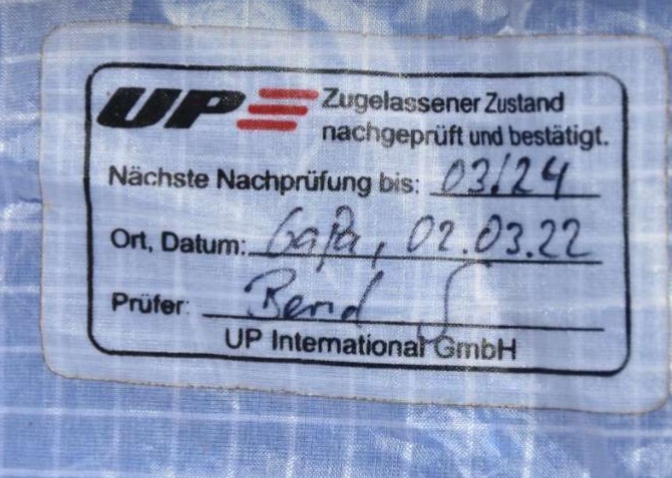 UP Zugelassener Zustand
nachgeprüft und bestätigt.
Nächste Nachprüfung bis: 03/24
Ort, Datum: GaPa, 02.03.22
Prüfer: Bernd
UP International GmbH